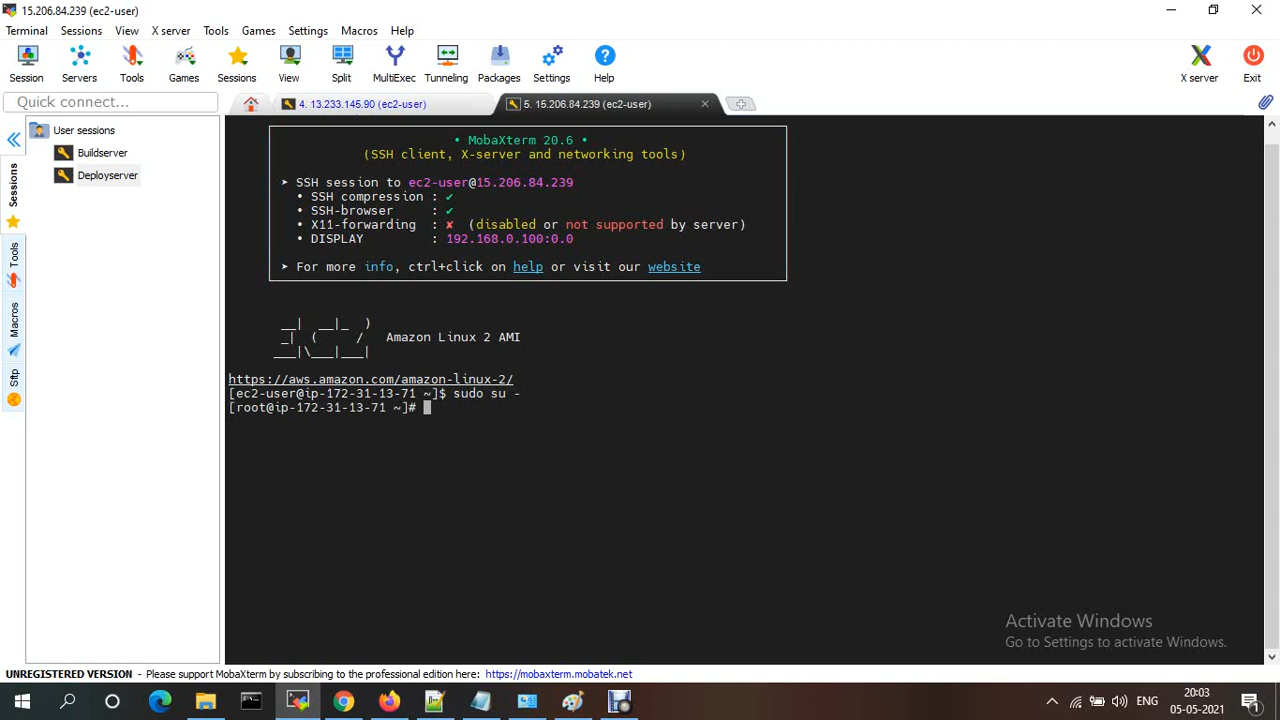 15.206.84.239 (ec2-user)
Terminal Sessions View X server Tools Games Settings Macros Help
Session Servers Tools Games Sessions View Split MultiExec Tunneling Packages Settings Help X server Exit
Quick connect...
4. 13.233.145.90 (ec2-user)
5. 15.206.84.239 (ec2-user)
User sessions
Buildserver
Deployserver
Sessions
Tools
Macros
Sftp
• MobaXterm 20.6 •
(SSH client, X-server and networking tools)
➤ SSH session to ec2-user@15.206.84.239
• SSH compression : ✔
• SSH-browser : ✔
• X11-forwarding : ✘ (disabled or not supported by server)
• DISPLAY : 192.168.0.100:0.0
➤ For more info, ctrl+click on help or visit our website
__| __|_ )
_| ( / Amazon Linux 2 AMI
___|\___|___|
https://aws.amazon.com/amazon-linux-2/
[ec2-user@ip-172-31-13-71 ~]$ sudo su -
[root@ip-172-31-13-71 ~]#
Activate Windows
Go to Settings to activate Windows.
UNREGISTERED VERSION - Please support MobaXterm by subscribing to the professional edition here: https://mobaxterm.mobatek.net
ENG
20:03
05-05-2021
1